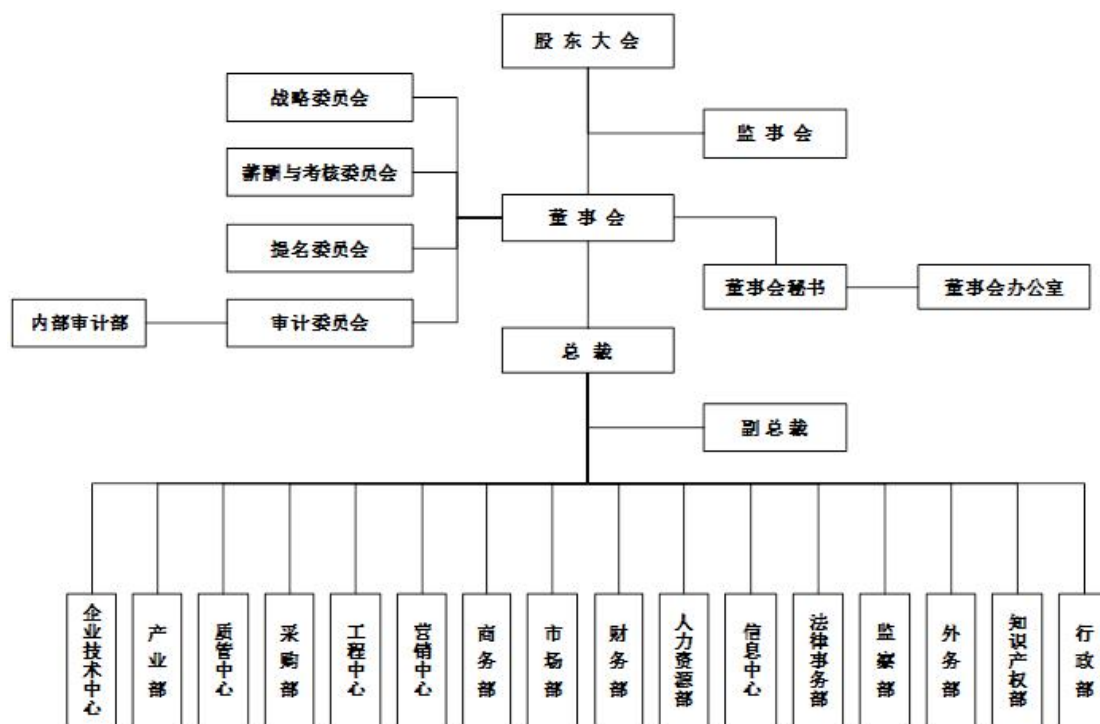 股东大会
战略委员会
监事会
薪酬与考核委员会
董事会
提名委员会
董事会秘书
董事会办公室
内部审计部
审计委员会
总裁
副总裁
企业技术中心
产业部
质管中心
采购部
工程中心
营销中心
商务部
市场部
财务部
人力资源部
信息中心
法律事务部
监察部
外务部
知识产权部
行政部